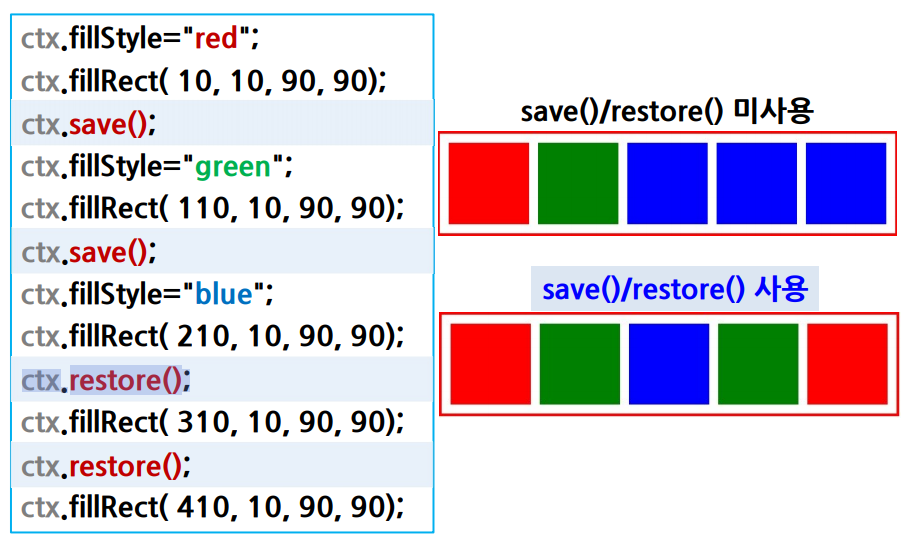 ctx.fillStyle="red";
ctx.fillRect( 10, 10, 90, 90);
ctx.save();
ctx.fillStyle="green";
ctx.fillRect( 110, 10, 90, 90);
ctx.save();
ctx.fillStyle="blue";
ctx.fillRect( 210, 10, 90, 90);
ctx.restore();
ctx.fillRect( 310, 10, 90, 90);
ctx.restore();
ctx.fillRect( 410, 10, 90, 90);
save()/restore() 미사용
save()/restore() 사용